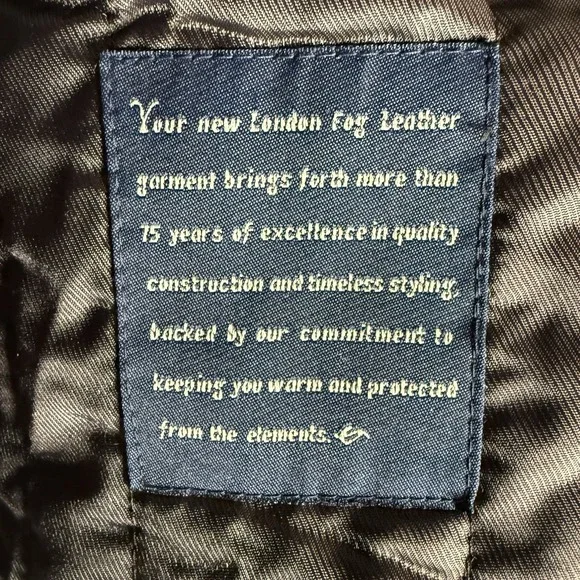 Your new London Fog Leather
garment brings forth more than
75 years of excellence in quality
construction and timeless styling,
backed by our commitment to
keeping you warm and protected
from the elements.